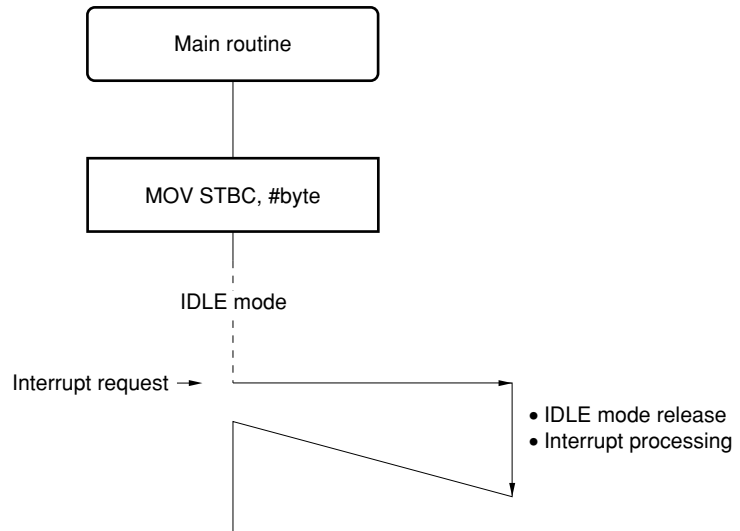 Main routine
MOV STBC, #byte
IDLE mode
Interrupt request
• IDLE mode release
• Interrupt processing